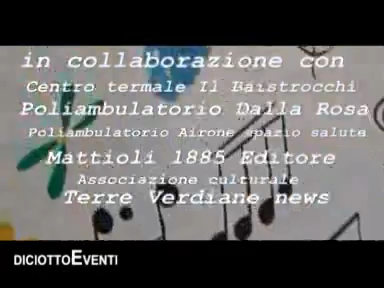 in collaborazione con
Centro termale Il Baistrocchi
Poliambulatorio Dalla Rosa
Poliambulatorio Airone spazio salute
Mattioli 1885 Editore
Associazione culturale
Terre Verdiane news
DICIOTTOEVENTI